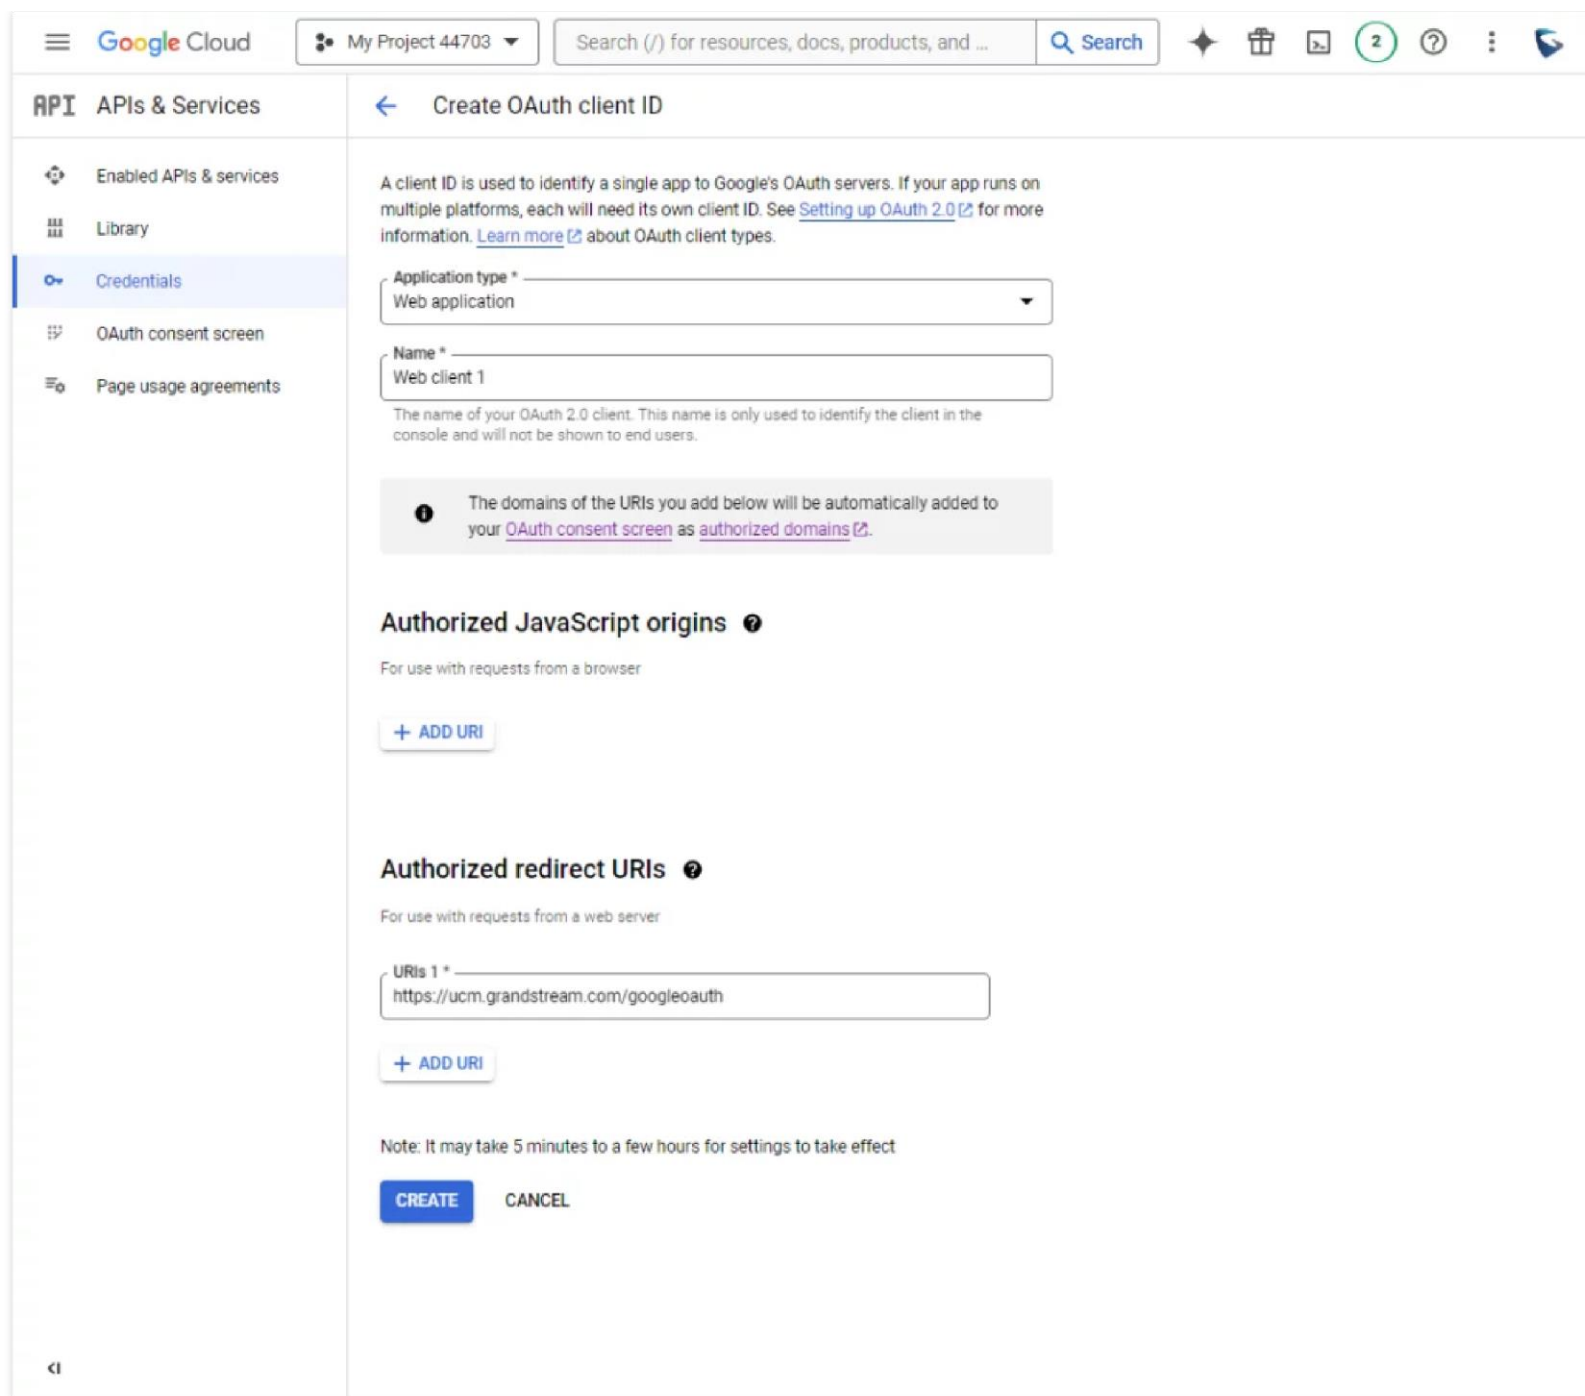 Google Cloud
My Project 44703
Search (/) for resources, docs, products, and ...
Search
2
API APIs & Services
Create OAuth client ID
Enabled APIs & services
Library
Credentials
OAuth consent screen
Page usage agreements
A client ID is used to identify a single app to Google's OAuth servers. If your app runs on
multiple platforms, each will need its own client ID. See Setting up OAuth 2.0 for more
information. Learn more about OAuth client types.
Application type *
Web application
Name *
Web client 1
The name of your OAuth 2.0 client. This name is only used to identify the client in the
console and will not be shown to end users.
The domains of the URIs you add below will be automatically added to
your OAuth consent screen as authorized domains.
Authorized JavaScript origins
For use with requests from a browser
+ ADD URI
Authorized redirect URIs
For use with requests from a web server
URIs 1 *
https://ucm.grandstream.com/googleoauth
+ ADD URI
Note: It may take 5 minutes to a few hours for settings to take effect
CREATE
CANCEL